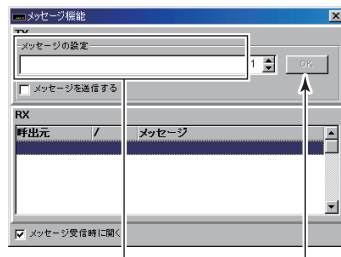 メッセージ機能
TX
メッセージの設定
1
OK
メッセージを送信する
RX
呼出元 / メッセージ
メッセージ受信時に開く